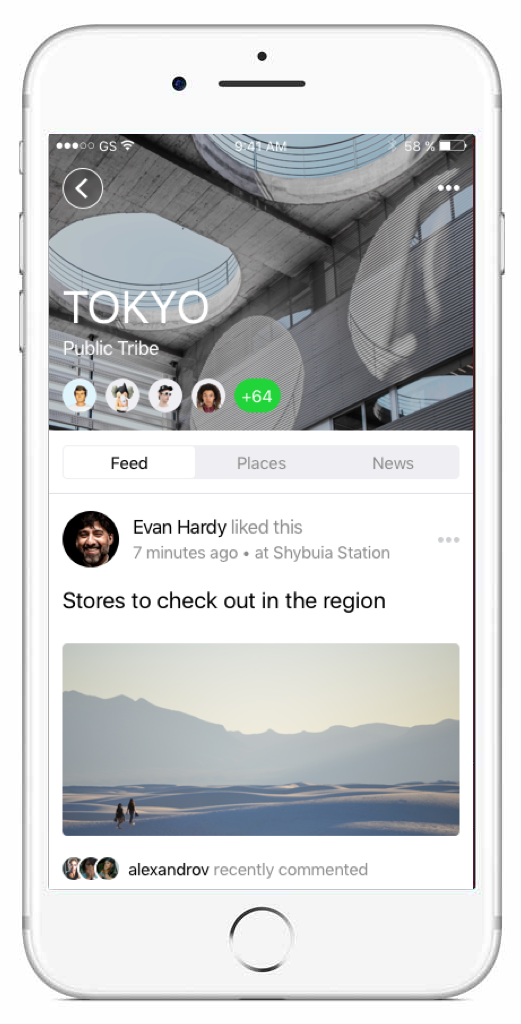 GS 9:41 AM 58 %
TOKYO
Public Tribe
+64
Feed Places News
Evan Hardy liked this
7 minutes ago • at Shybuia Station
Stores to check out in the region
alexandrov recently commented